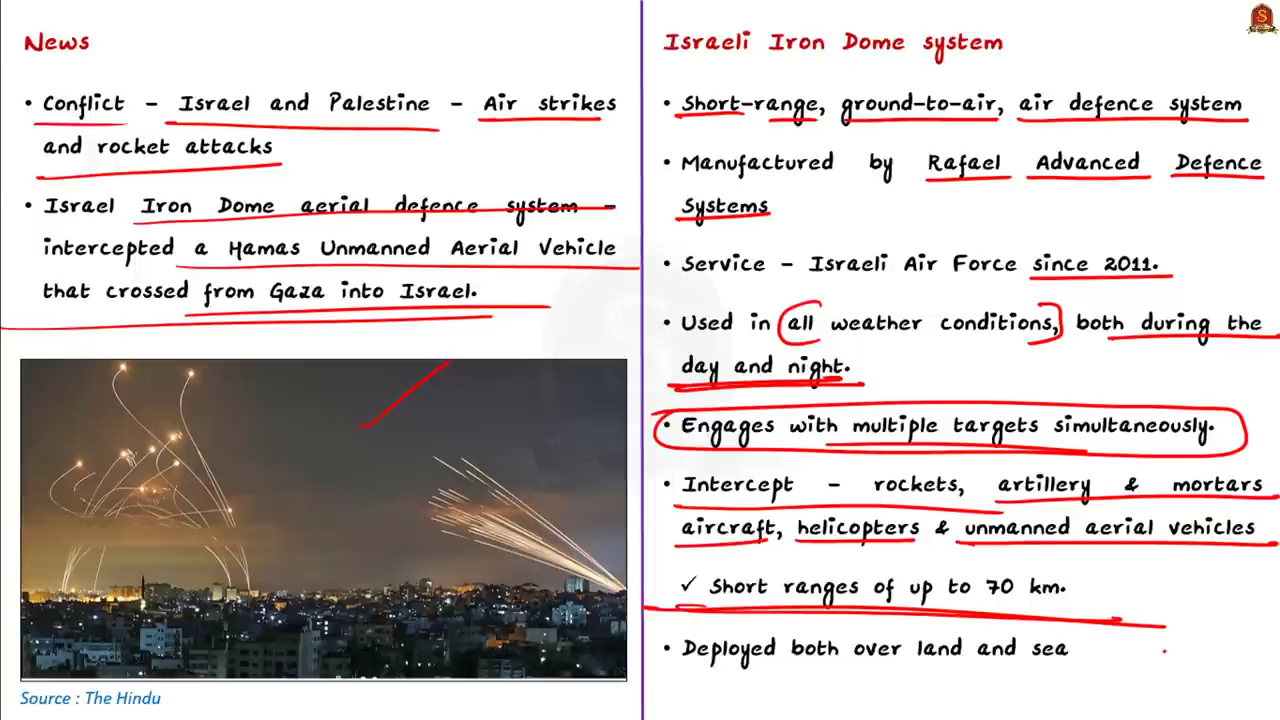 News
• Conflict – Israel and Palestine – Air strikes
and rocket attacks
• Israel Iron Dome aerial defence system –
intercepted a Hamas Unmanned Aerial Vehicle
that crossed from Gaza into Israel.
Source : The Hindu
Israeli Iron Dome system
• Short-range, ground-to-air, air defence system
• Manufactured by Rafael Advanced Defence
Systems
• Service – Israeli Air Force since 2011.
• Used in all weather conditions, both during the
day and night.
• Engages with multiple targets simultaneously.
• Intercept – rockets, artillery & mortars
aircraft, helicopters & unmanned aerial vehicles
✓ Short ranges of up to 70 km.
• Deployed both over land and sea
S